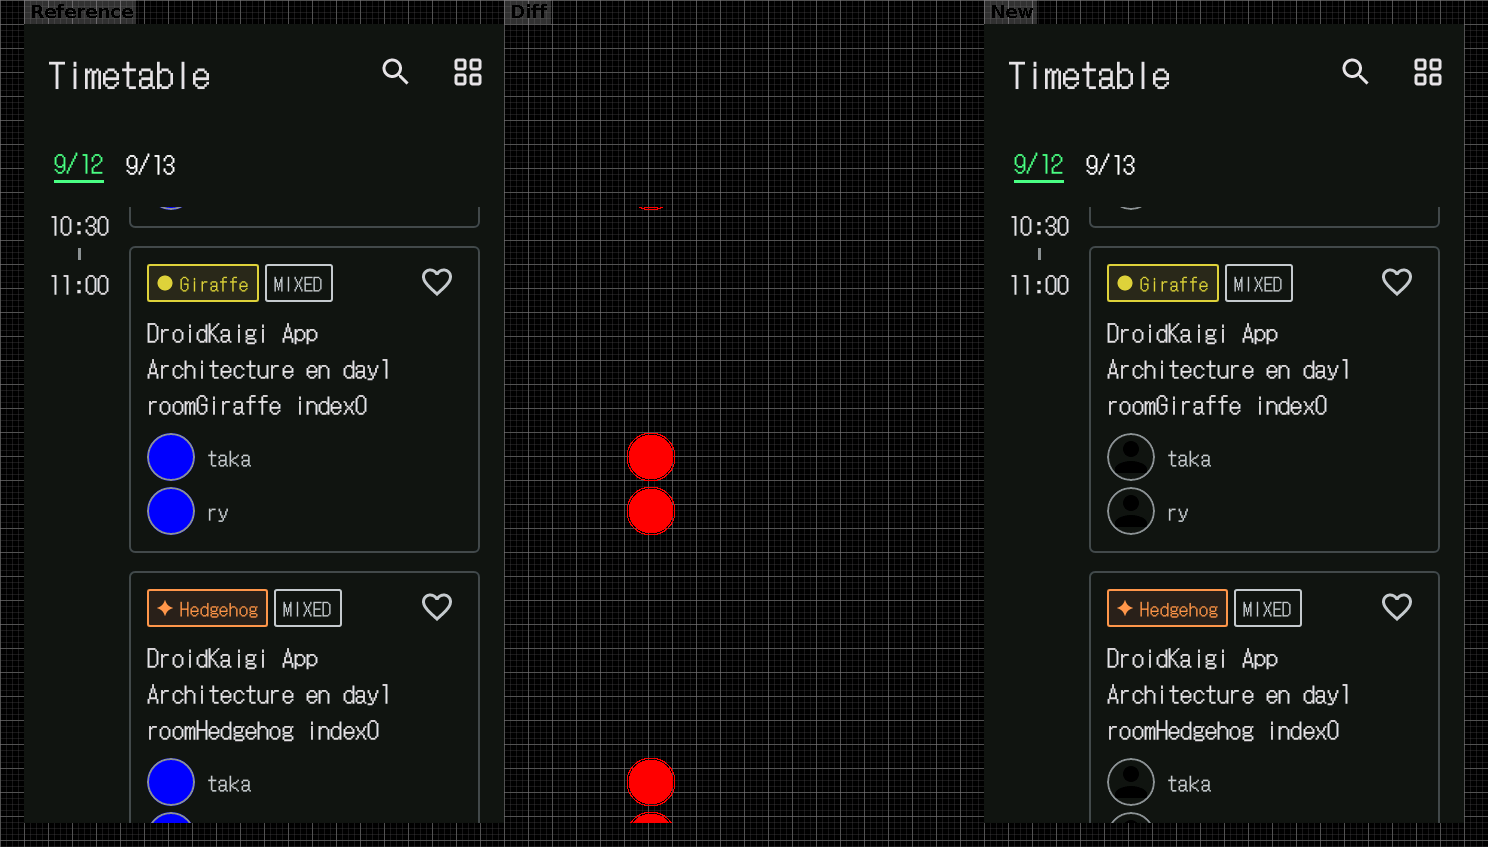 Reference
Timetable
9/12 9/13
10:30
11:00
Giraffe MIXED
DroidKaigi App
Architecture en day1
roomGiraffe index0
taka
ry
Hedgehog MIXED
DroidKaigi App
Architecture en day1
roomHedgehog index0
taka
Diff
New
Timetable
9/12 9/13
10:30
11:00
Giraffe MIXED
DroidKaigi App
Architecture en day1
roomGiraffe index0
taka
ry
Hedgehog MIXED
DroidKaigi App
Architecture en day1
roomHedgehog index0
taka